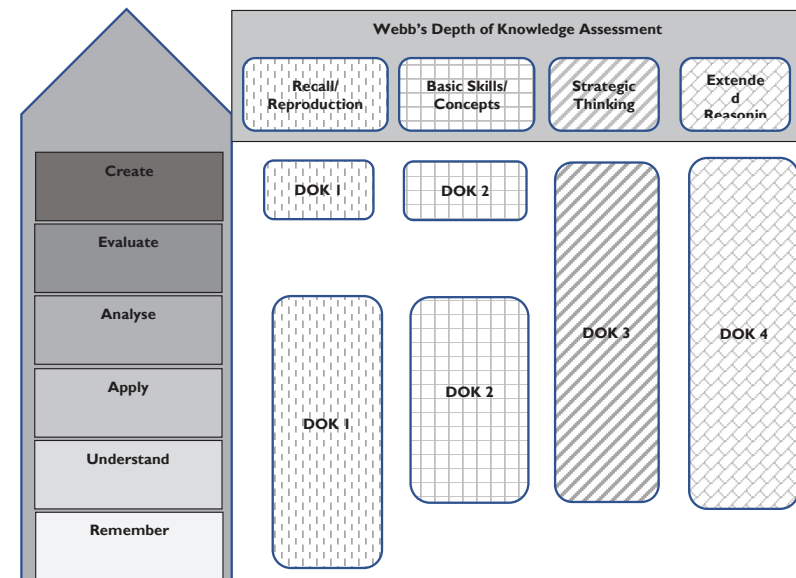 Webb's Depth of Knowledge Assessment
Recall/
Reproduction
Basic Skills/
Concepts
Strategic
Thinking
Extende
d
Reasonin
Create
DOK 1
DOK 2
Evaluate
Analyse
DOK 3
DOK 4
Apply
DOK 2
DOK 1
Understand
Remember